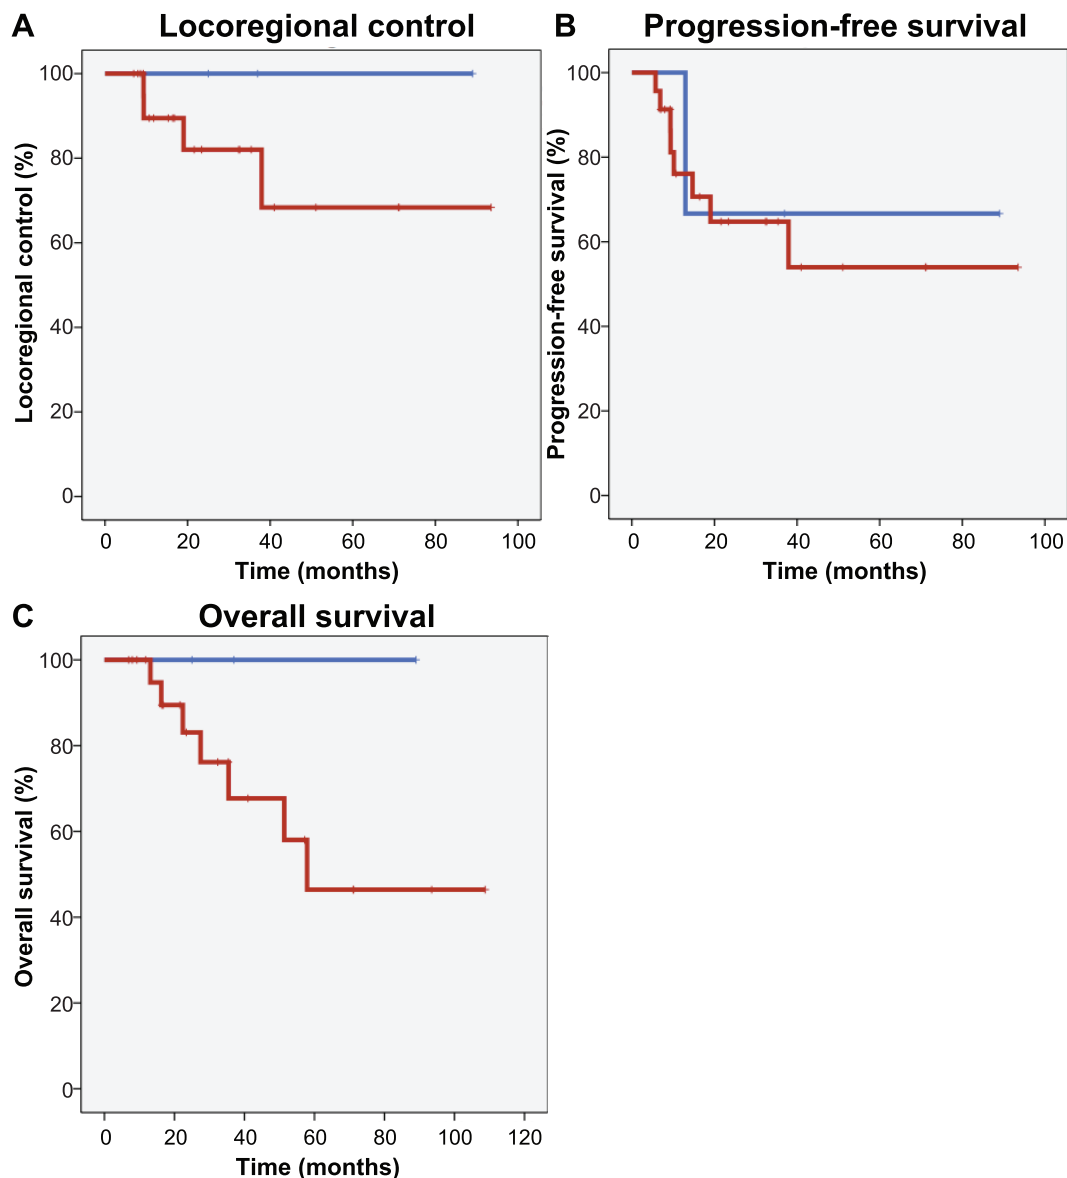 A Locoregional control
Locoregional control (%)
100
80
60
40
20
0
0 20 40 60 80 100
Time (months)
B Progression-free survival
Progression-free survival (%)
100
80
60
40
20
0
0 20 40 60 80 100
Time (months)
C Overall survival
Overall survival (%)
100
80
60
40
20
0
0 20 40 60 80 100 120
Time (months)